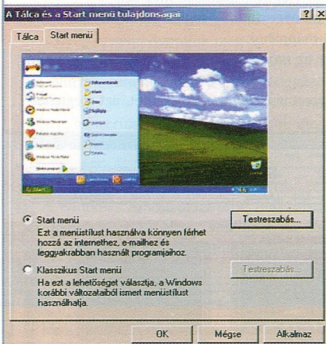 A Tálca és a Start menü tulajdonságai
Tálca
Start menü
Start menü
Testreszabás...
Ezt a menüstílust használva könnyen férhet
hozzá az internethez, e-mailhez és
leggyakrabban használt programjaihoz.
Klasszikus Start menü
Testreszabás...
Ha ezt a lehetőséget választja, a Windows
korábbi változataiból ismert menüstílust
használhatja.
OK
Mégse
Alkalmaz